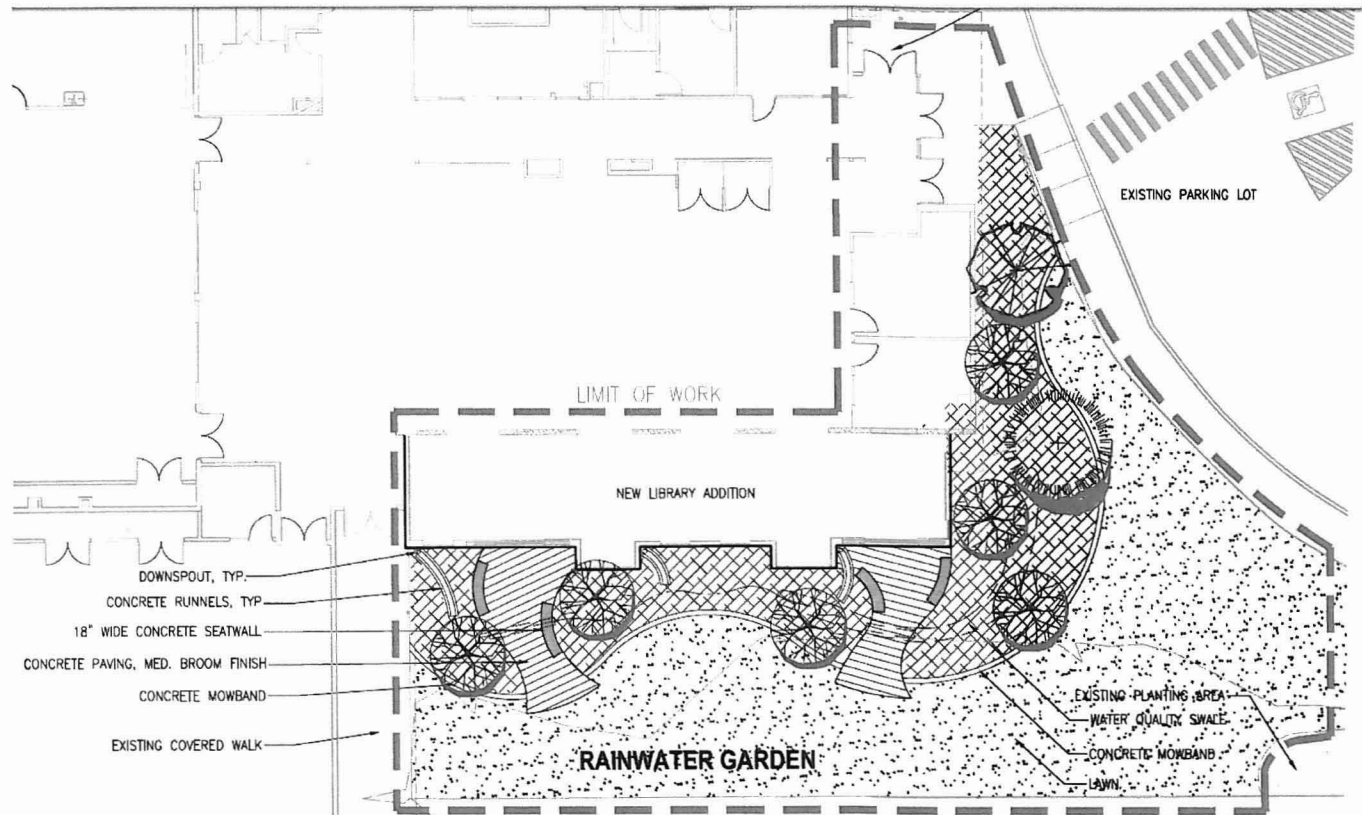 EXISTING PARKING LOT
LIMIT OF WORK
NEW LIBRARY ADDITION
DOWNSPOUT, TYP.
CONCRETE RUNNELS, TYP
18" WIDE CONCRETE SEATWALL
CONCRETE PAVING, MED. BROOM FINISH
CONCRETE MOWBAND
EXISTING COVERED WALK
RAINWATER GARDEN
EXISTING PLANTING AREA
WATER QUALITY SWALE
CONCRETE MOWBAND
LAWN